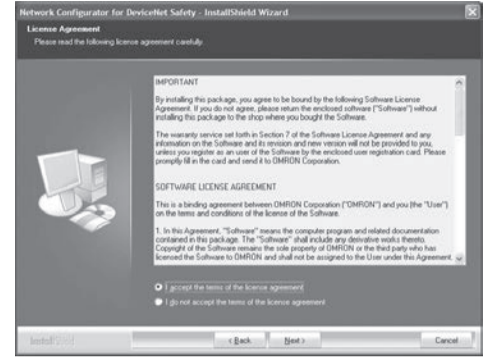 Network Configurator for DeviceNet Safety - InstallShield Wizard
License Agreement
Please read the following license agreement carefully.
IMPORTANT
By installing this package, you agree to be bound by the following Software License
Agreement. If you do not agree, please return the enclosed software ("Software") without
installing this package to the shop where you bought the Software.
The warranty service set forth in Section 7 of the Software License Agreement and any
information on the Software and its revision and new version will not be provided to you,
unless you register as an user of the Software by the enclosed user registration card. Please
promptly fill in the card and send it to OMRON Corporation.
SOFTWARE LICENSE AGREEMENT
This is a binding agreement between OMRON Corporation ("OMRON") and you (the "User")
on the terms and conditions of the license of the Software.
1. In this Agreement, "Software" means the computer program and related documentation
contained in this package. The "Software" shall include any derivative works thereto.
Copyright of the Software remains the sole property of OMRON or the third party who has
licensed the Software to OMRON and shall not be assigned to the User under this Agreement.
I accept the terms of the license agreement
I do not accept the terms of the license agreement
InstallShield
< Back
Next >
Cancel